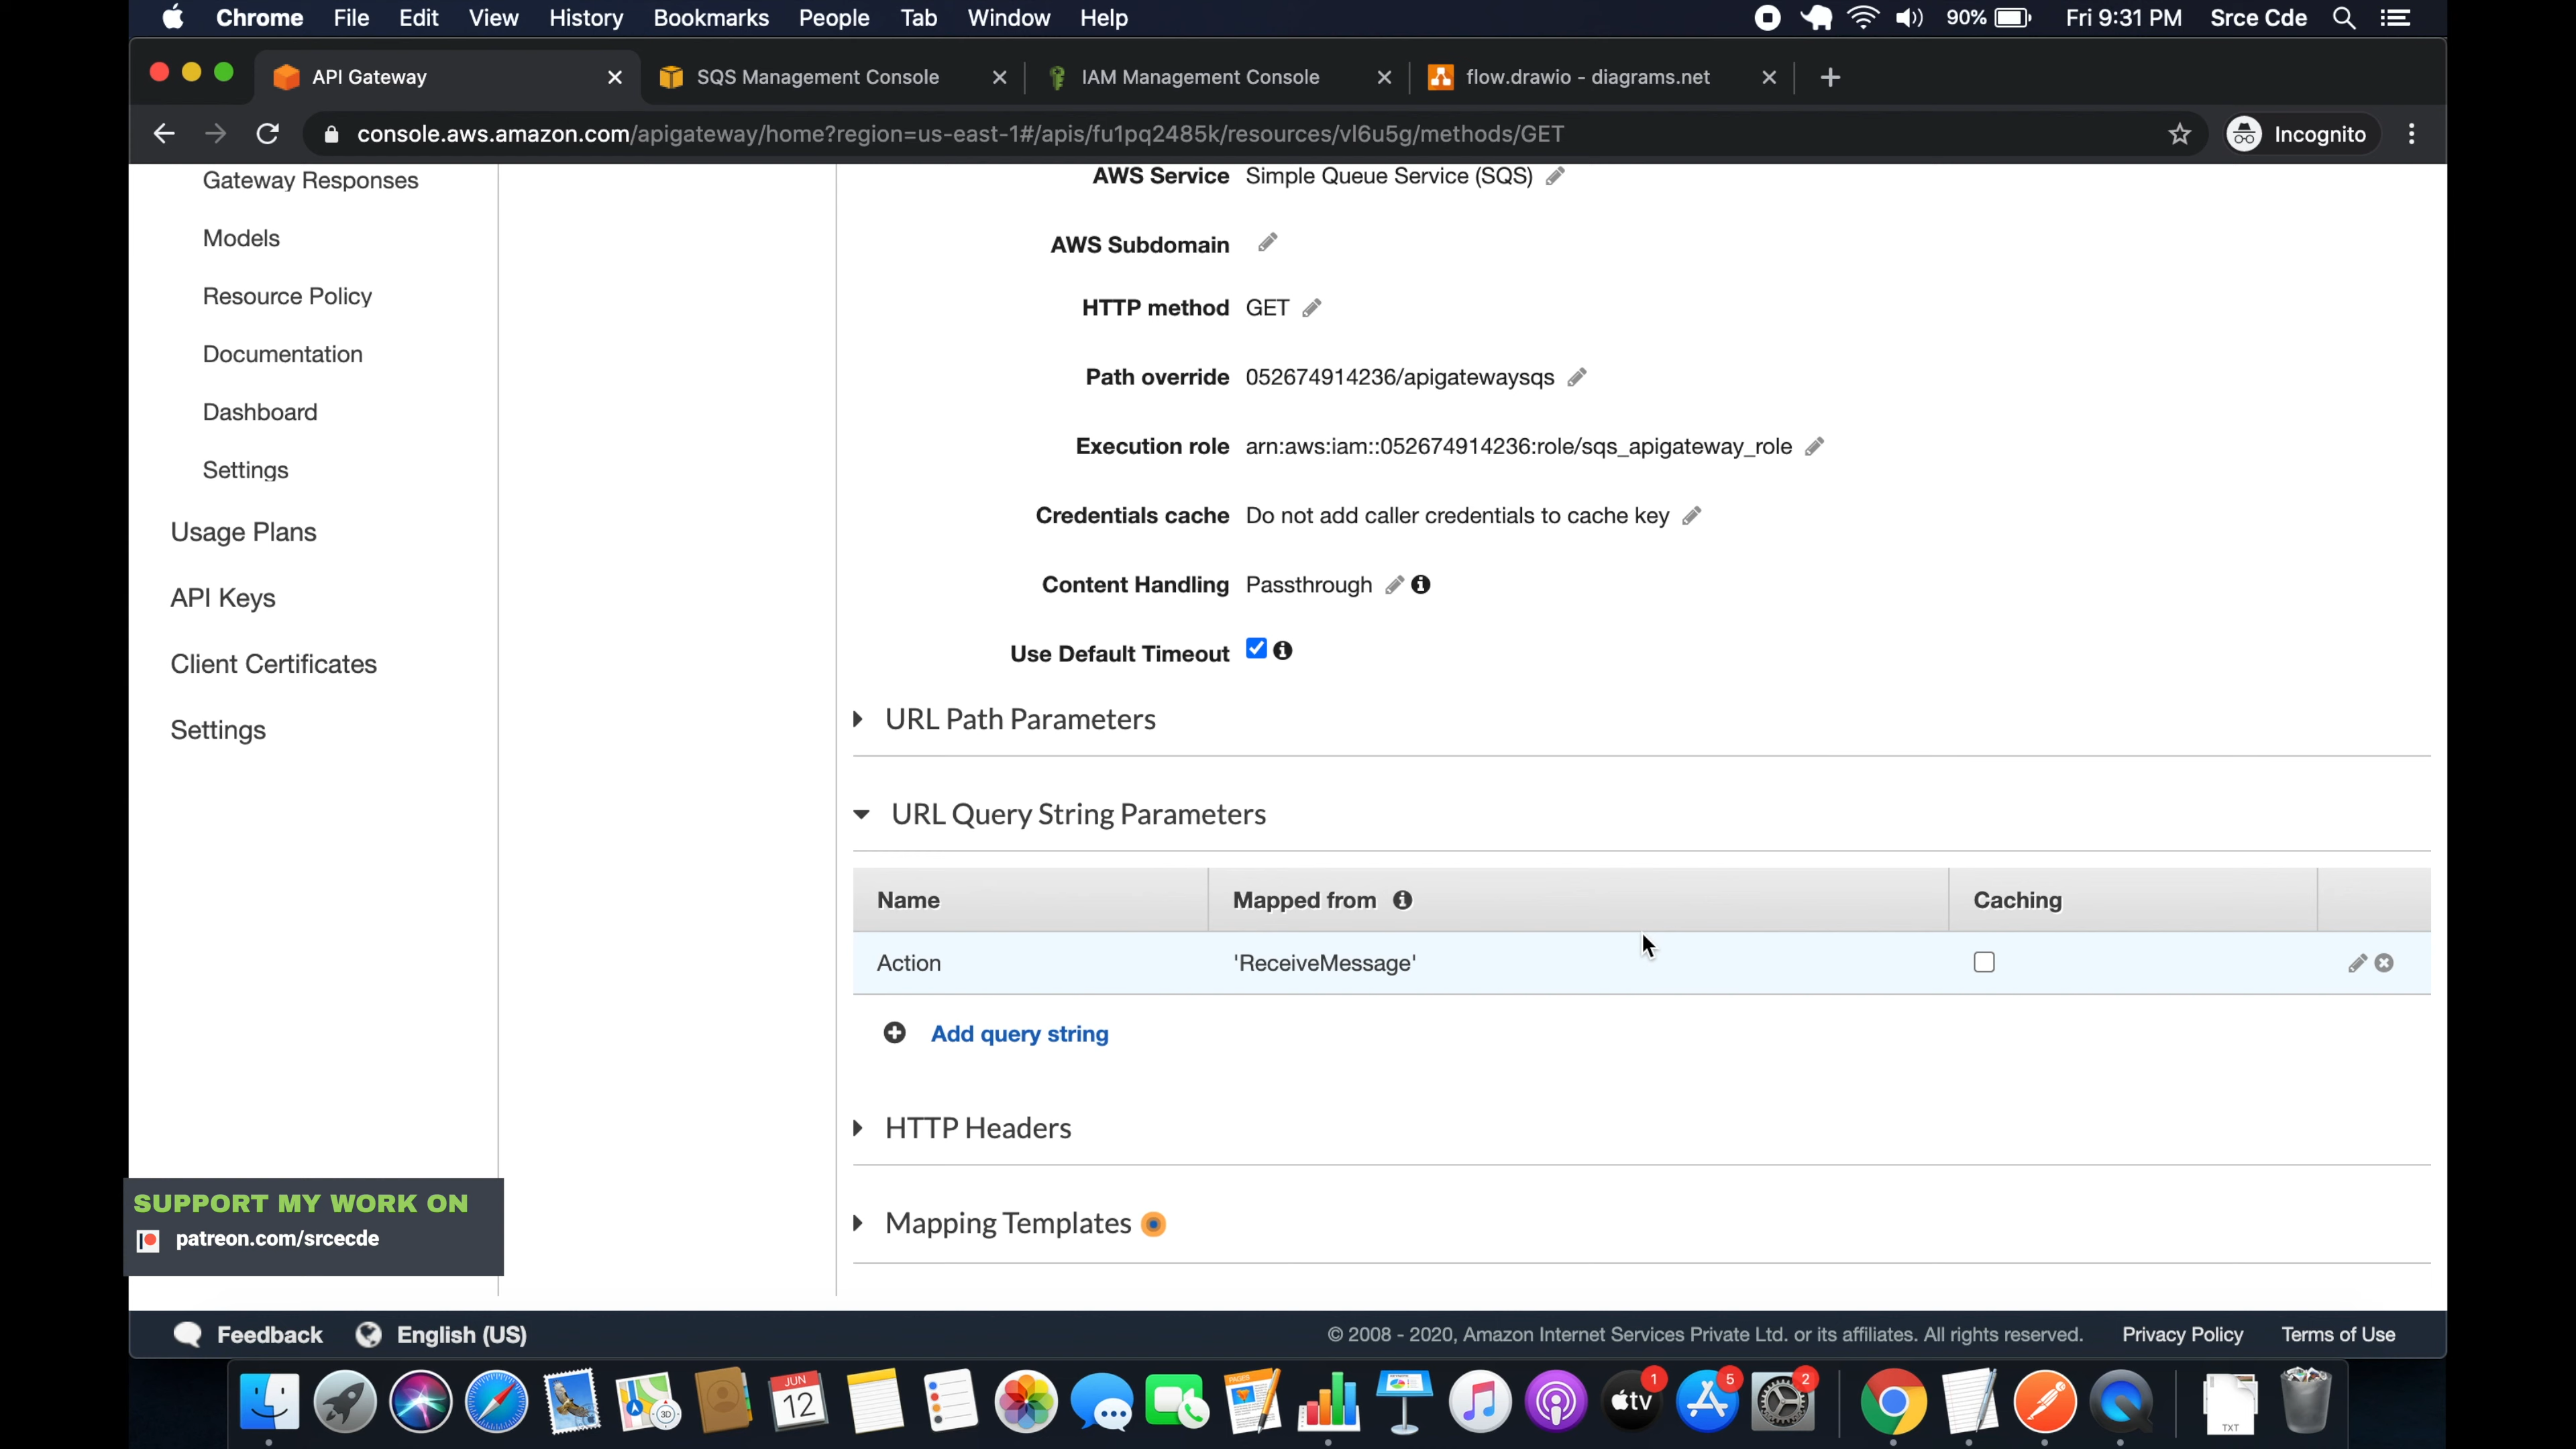 Chrome File Edit View History Bookmarks People Tab Window Help 90% Fri 9:31 PM Srce Cde
API Gateway SQS Management Console IAM Management Console flow.drawio - diagrams.net
console.aws.amazon.com/apigateway/home?region=us-east-1#/apis/fu1pq2485k/resources/vl6u5g/methods/GET Incognito
Gateway Responses
Models
Resource Policy
Documentation
Dashboard
Settings
Usage Plans
API Keys
Client Certificates
Settings
AWS Service Simple Queue Service (SQS)
AWS Subdomain
HTTP method GET
Path override 052674914236/apigatewaysqs
Execution role arn:aws:iam::052674914236:role/sqs_apigateway_role
Credentials cache Do not add caller credentials to cache key
Content Handling Passthrough
Use Default Timeout
URL Path Parameters
URL Query String Parameters
Name Mapped from Caching
Action 'ReceiveMessage'
Add query string
HTTP Headers
Mapping Templates
SUPPORT MY WORK ON
patreon.com/srcecde
Feedback English (US) © 2008 - 2020, Amazon Internet Services Private Ltd. or its affiliates. All rights reserved. Privacy Policy Terms of Use
JUN
12
3D
PAGES
tv
1
5
2
TXT